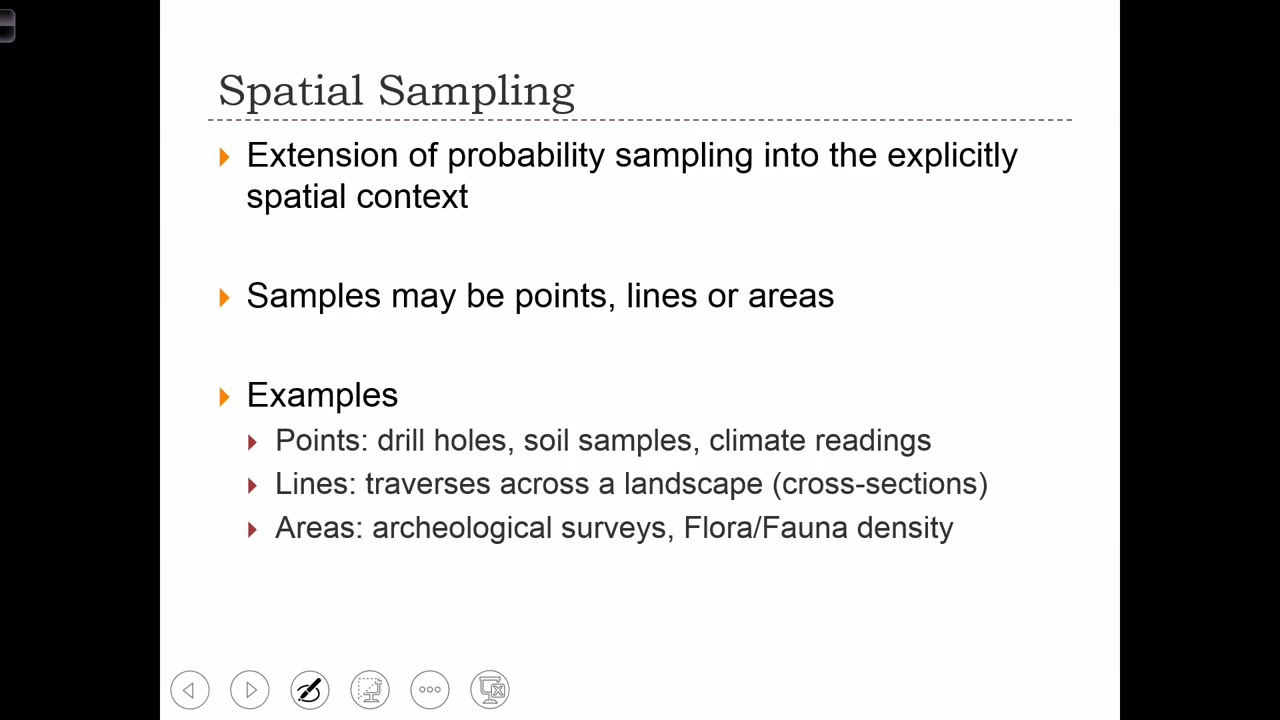 Spatial Sampling
Extension of probability sampling into the explicitly
spatial context
Samples may be points, lines or areas
Examples
Points: drill holes, soil samples, climate readings
Lines: traverses across a landscape (cross-sections)
Areas: archeological surveys, Flora/Fauna density